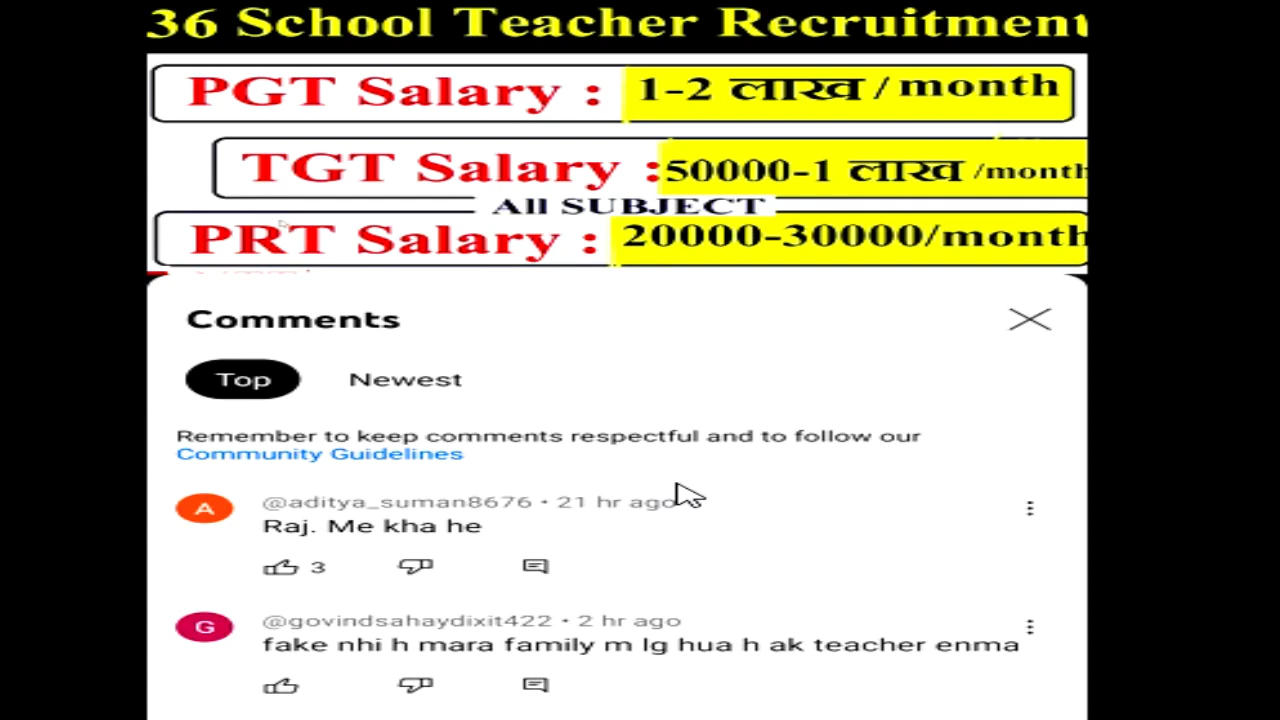 36 School Teacher Recruitment
PGT Salary : 1-2 लाख / month
TGT Salary : 50000-1 लाख /month
All SUBJECT
PRT Salary : 20000-30000/month
Comments
Top Newest
Remember to keep comments respectful and to follow our
Community Guidelines
A @aditya_suman8676 • 21 hr ago
Raj. Me kha he
3
G @govindsahaydixit422 • 2 hr ago
fake nhi h mara family m lg hua h ak teacher enma